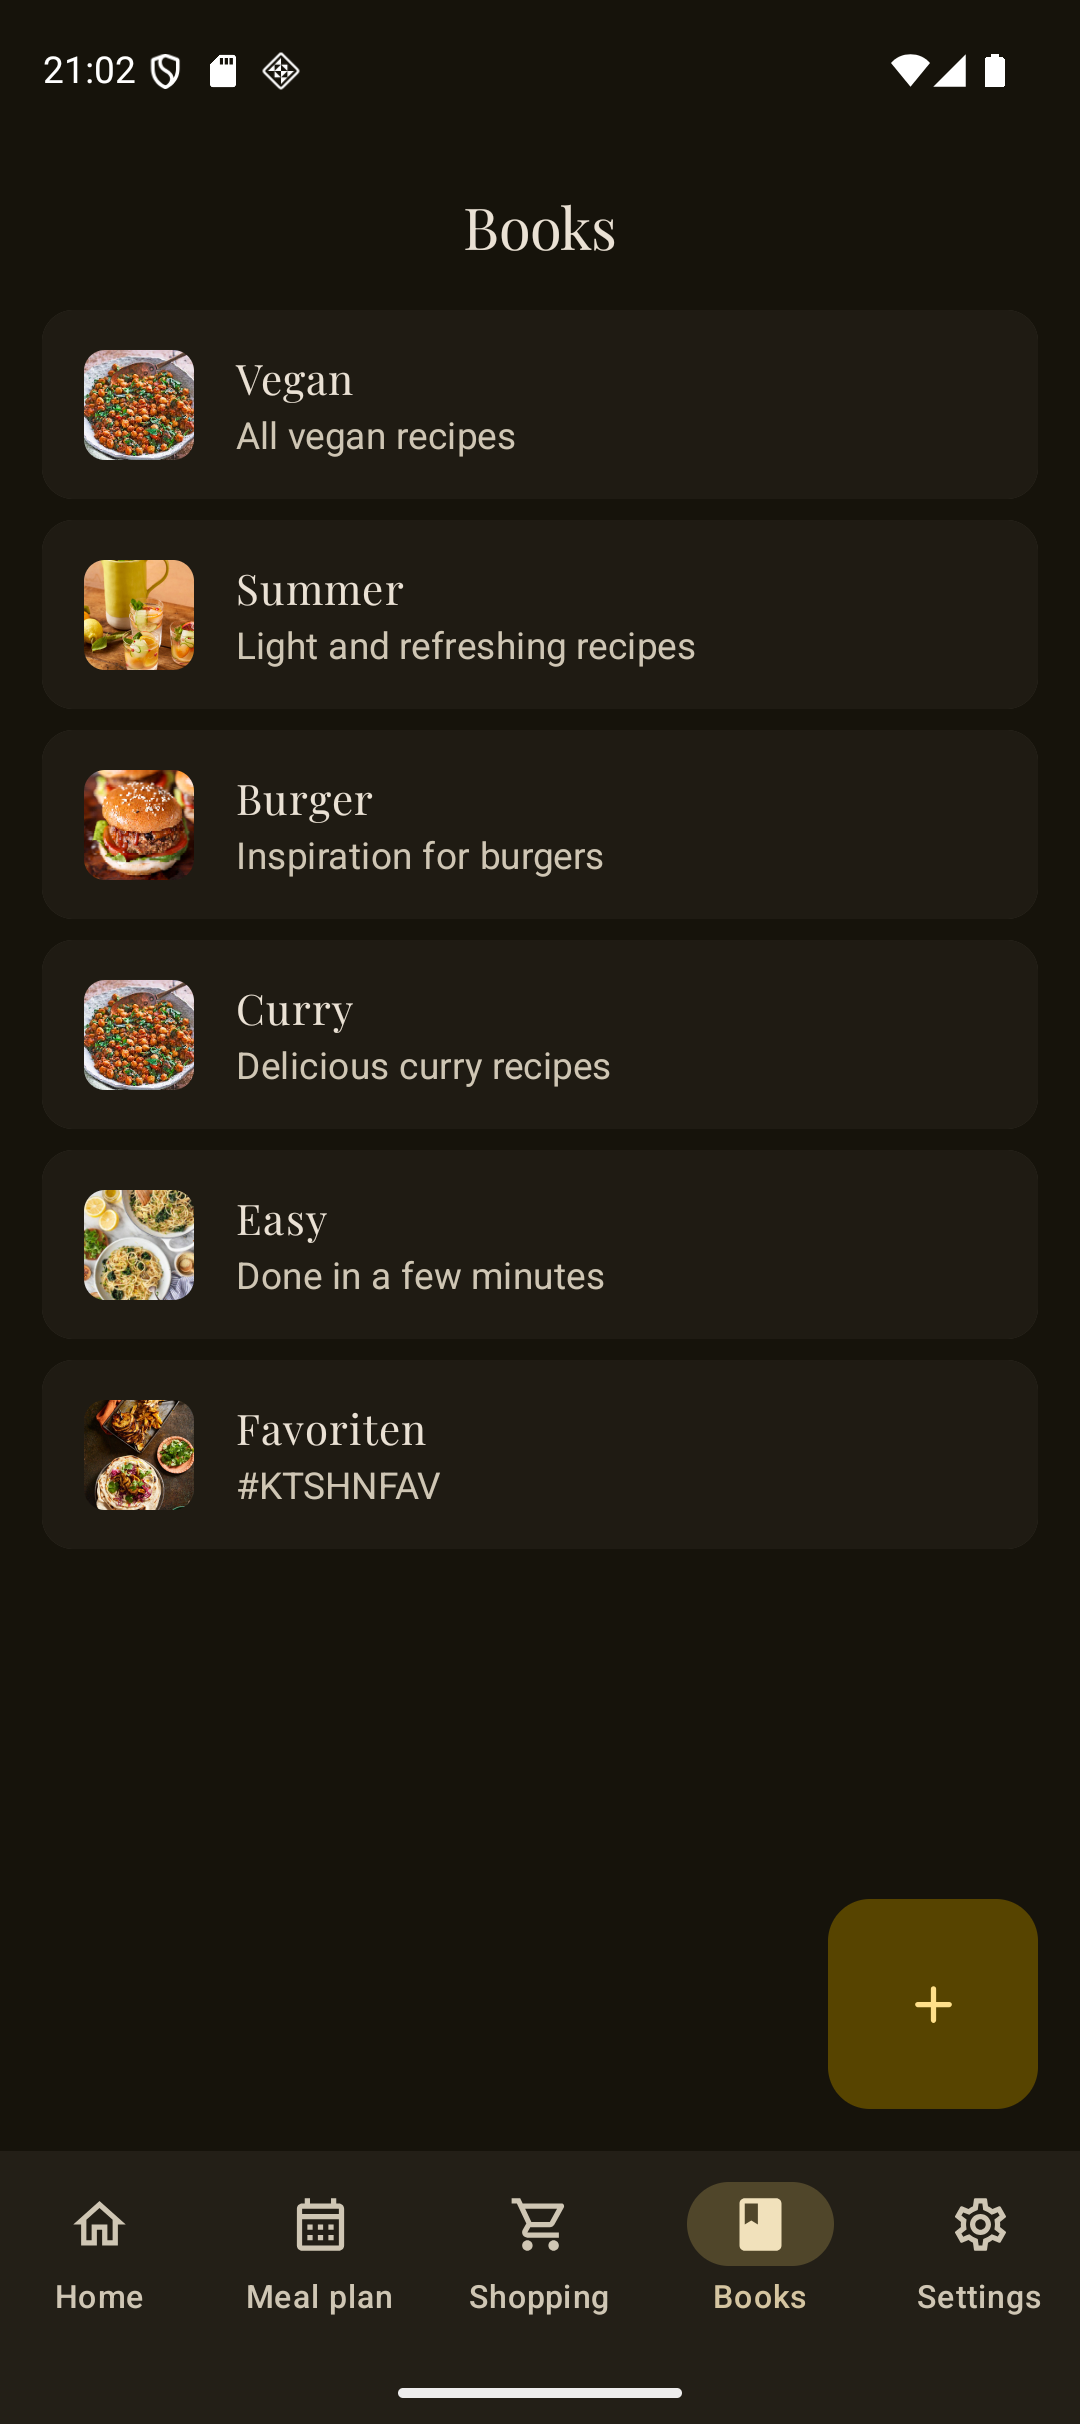 21:02
Books
Vegan
All vegan recipes
Summer
Light and refreshing recipes
Burger
Inspiration for burgers
Curry
Delicious curry recipes
Easy
Done in a few minutes
Favoriten
#KTSHNFAV
Home
Meal plan
Shopping
Books
Settings